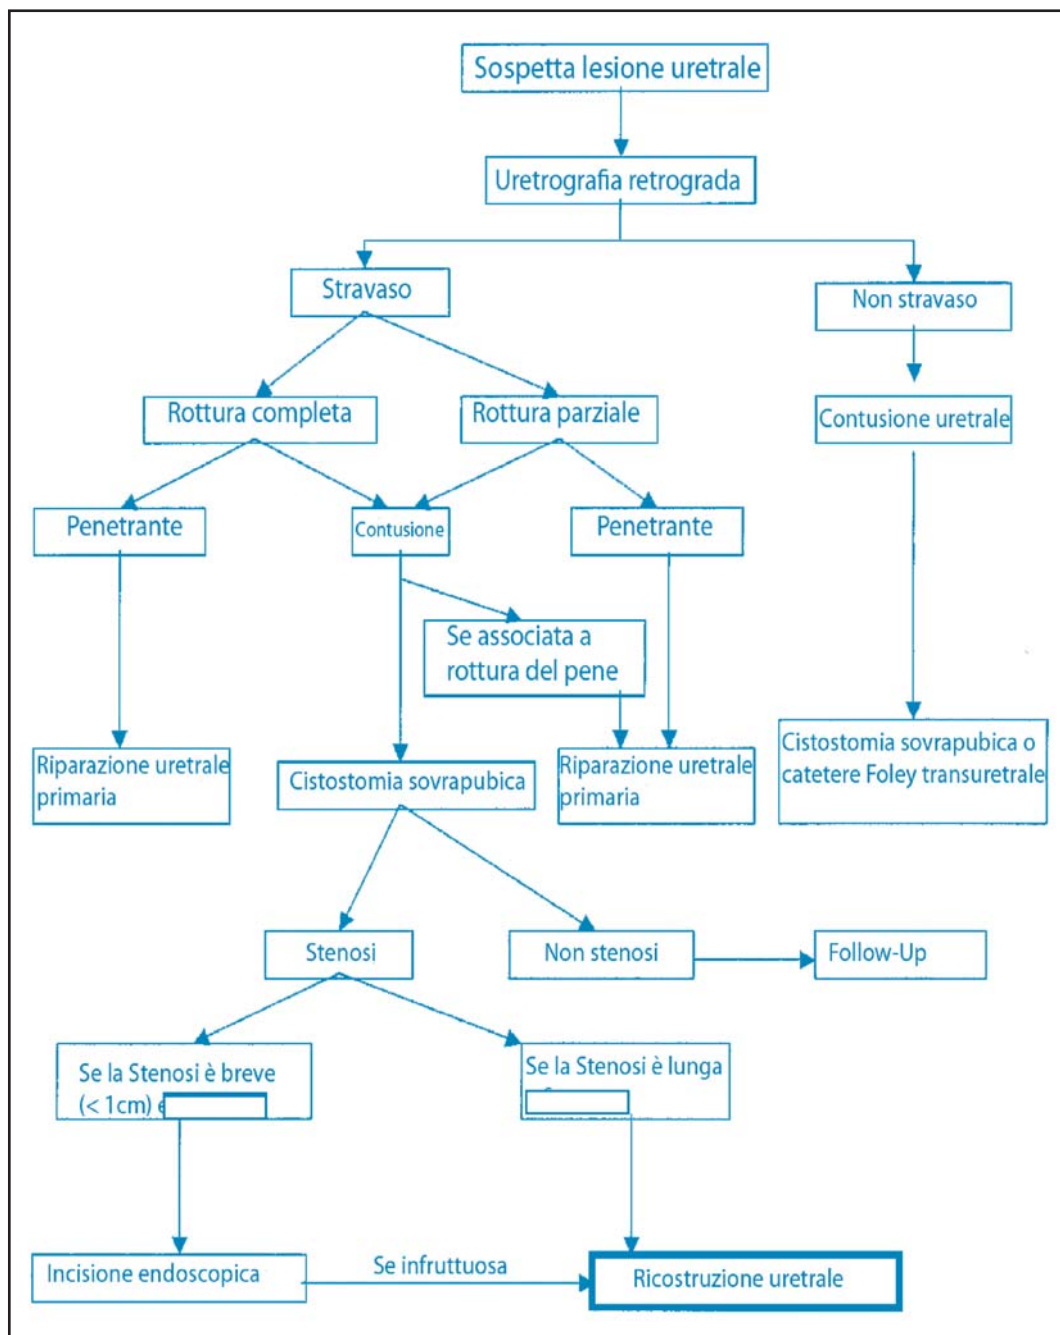 Sospetta lesione uretrale
Uretrografia retrograda
Stravaso
Non stravaso
Rottura completa
Rottura parziale
Contusione uretrale
Penetrante
Contusione
Penetrante
Se associata a
rottura del pene
Riparazione uretrale
primaria
Cistostomia sovrapubica
Riparazione uretrale
primaria
Cistostomia sovrapubica o
catetere Foley transuretrale
Stenosi
Non stenosi
Follow-Up
Se la Stenosi è breve
(< 1cm) e
Se la Stenosi è lunga
Incisione endoscopica
Se infruttuosa
Ricostruzione uretrale